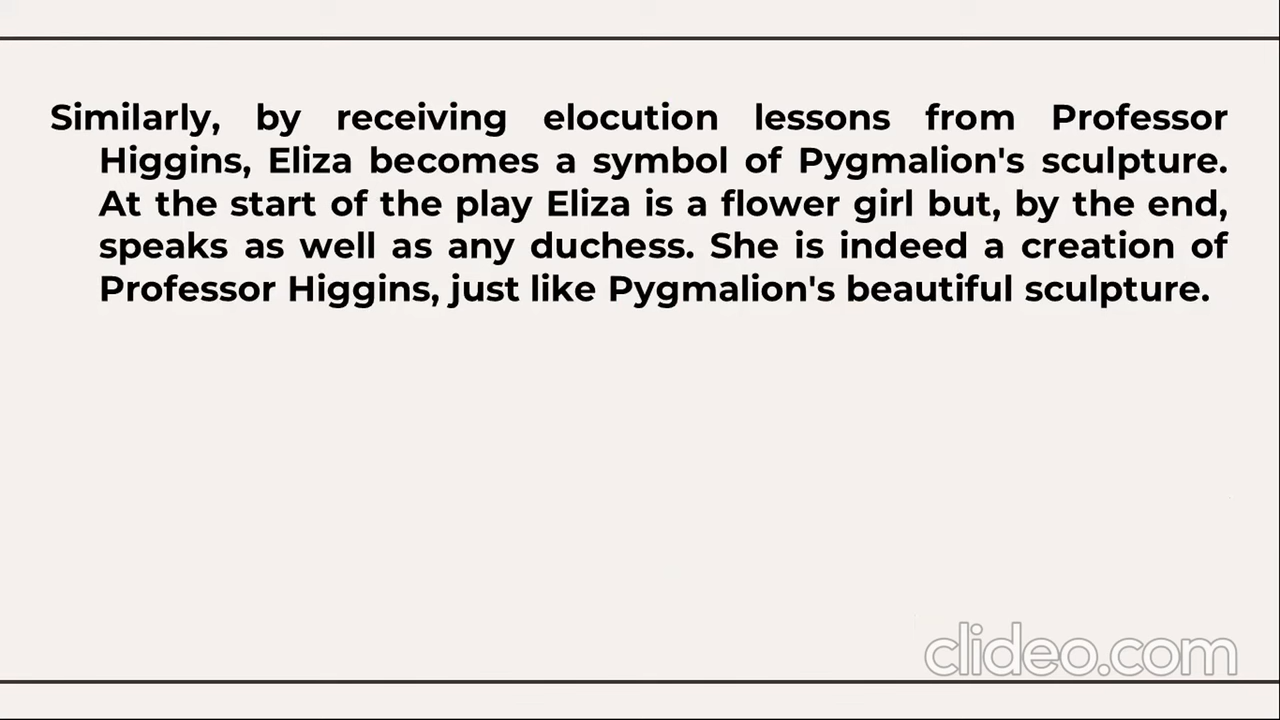 Similarly, by receiving elocution lessons from Professor
Higgins, Eliza becomes a symbol of Pygmalion's sculpture.
At the start of the play Eliza is a flower girl but, by the end,
speaks as well as any duchess. She is indeed a creation of
Professor Higgins, just like Pygmalion's beautiful sculpture.
clideo.com